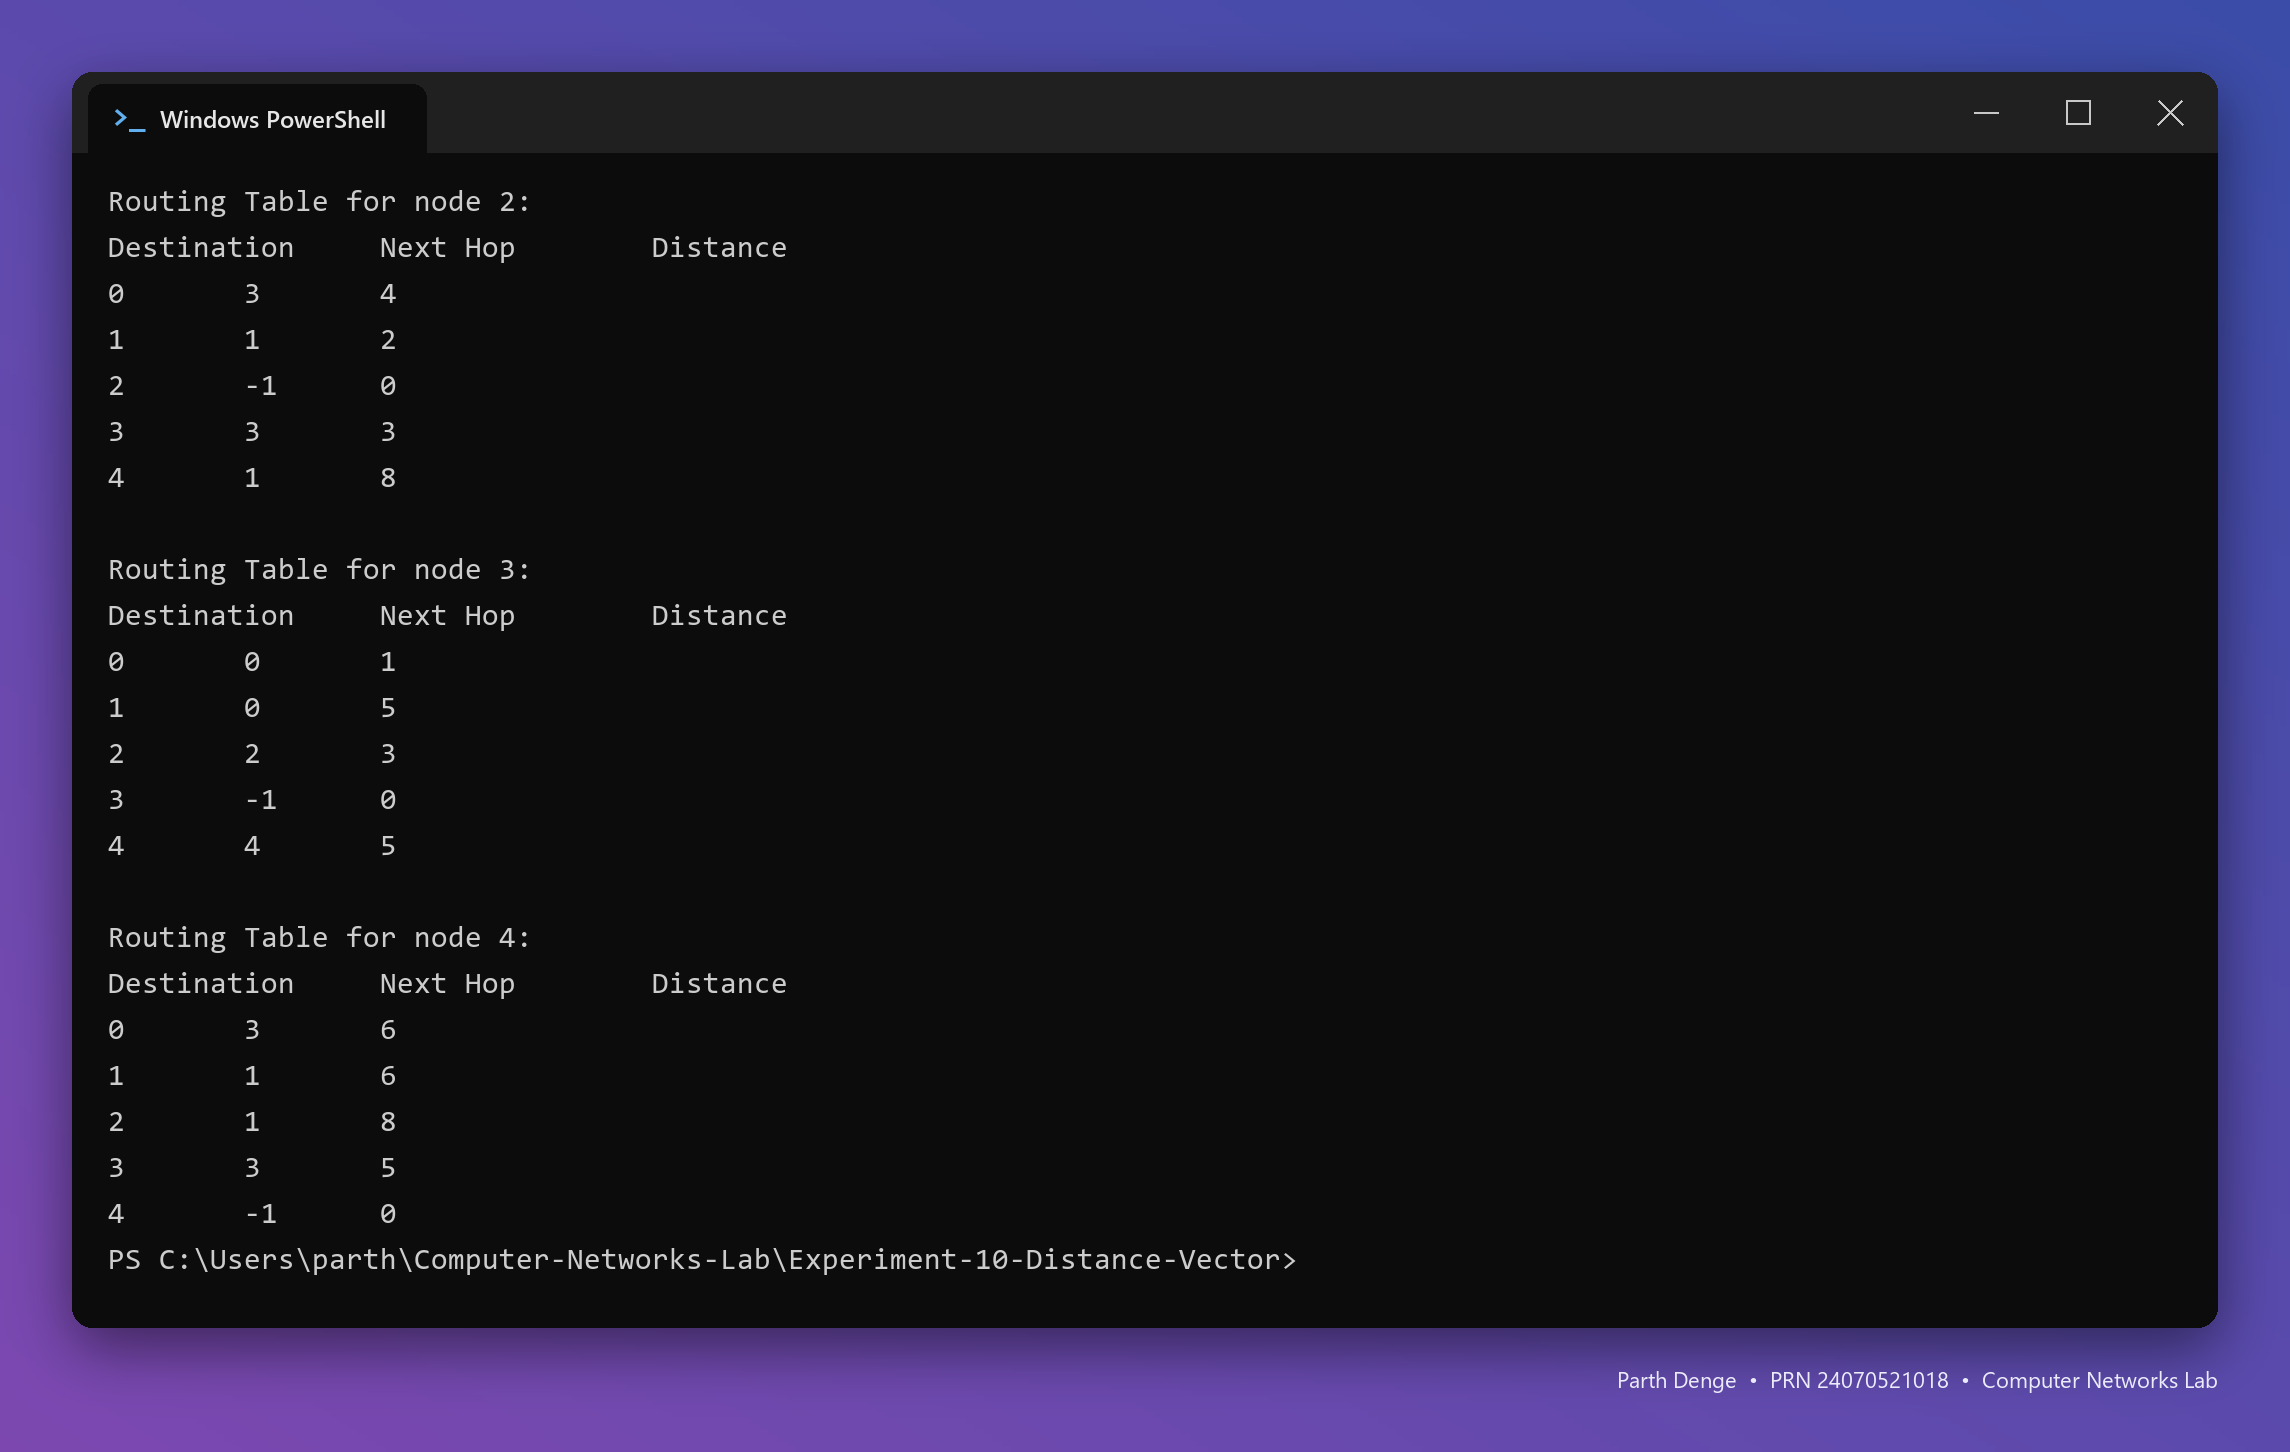 >_ Windows PowerShell
Routing Table for node 2:
Destination     Next Hop        Distance
0       3       4
1       1       2
2       -1      0
3       3       3
4       1       8

Routing Table for node 3:
Destination     Next Hop        Distance
0       0       1
1       0       5
2       2       3
3       -1      0
4       4       5

Routing Table for node 4:
Destination     Next Hop        Distance
0       3       6
1       1       6
2       1       8
3       3       5
4       -1      0
PS C:\Users\parth\Computer-Networks-Lab\Experiment-10-Distance-Vector>
Parth Denge • PRN 24070521018 • Computer Networks Lab